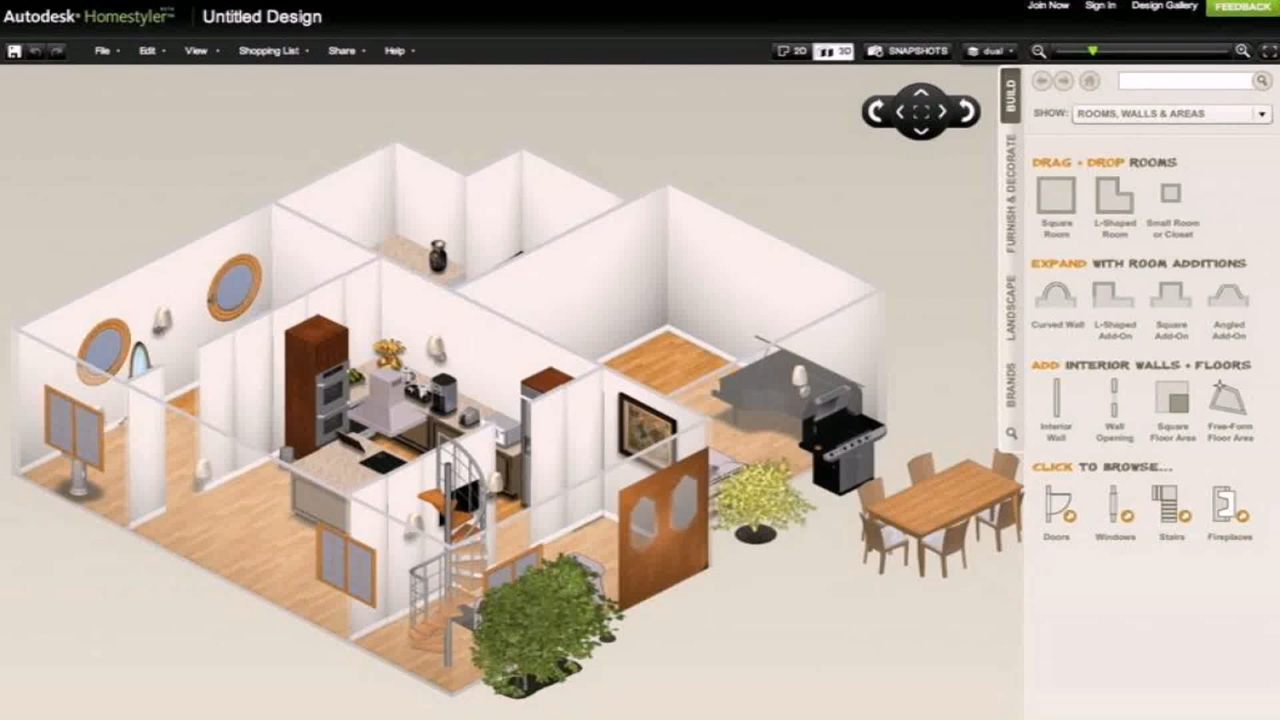 Autodesk® Homestyler™ BETA
Untitled Design
Join Now Sign In Design Gallery FEEDBACK
File Edit View Shopping List Share Help
2D 3D SNAPSHOTS dual
BUILD
FURNISH & DECORATE
LANDSCAPE
BRANDS
SHOW: ROOMS, WALLS & AREAS
DRAG + DROP ROOMS
Square Room
L-Shaped Room
Small Room or Closet
EXPAND WITH ROOM ADDITIONS
Curved Wall
L-Shaped Add-On
Square Add-On
Angled Add-On
ADD INTERIOR WALLS + FLOORS
Interior Wall
Wall Opening
Square Floor Area
Free-Form Floor Area
CLICK TO BROWSE...
Doors Windows Stairs Fireplaces